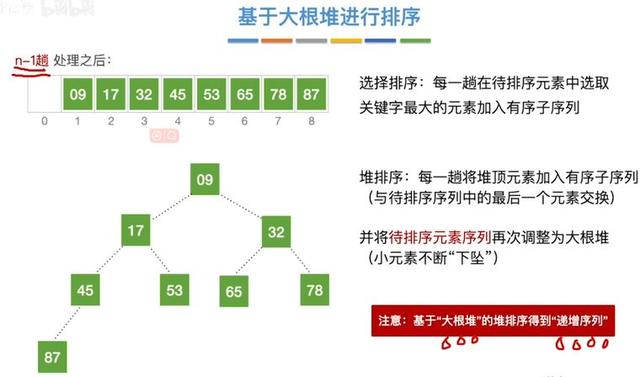 基于大根堆进行排序
n-1趟 处理之后：
09 17 32 45 53 65 78 87
0 1 2 3 4 5 6 7 8
选择排序：每一趟在待排序元素中选取
关键字最大的元素加入有序子序列
09
17 32
45 53 65 78
87
堆排序：每一趟将堆顶元素加入有序子序列
（与待排序序列中的最后一个元素交换）
并将待排序元素序列再次调整为大根堆
（小元素不断“下坠”）
注意：基于“大根堆”的堆排序得到“递增序列”